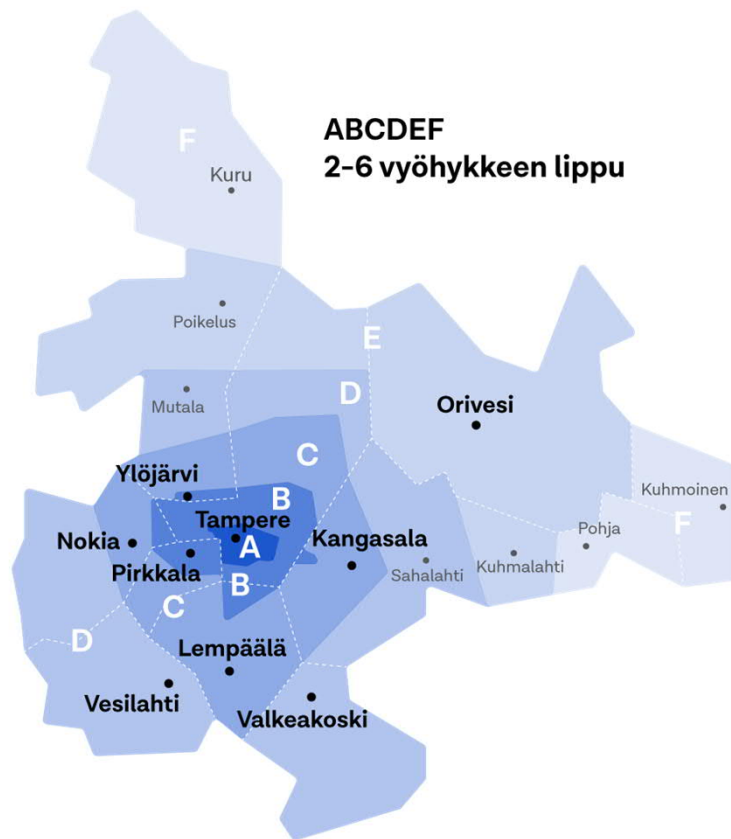 ABCDEF
2-6 vyöhykkeen lippu
F
Kuru
E
Poikelus
D
Mutala
Orivesi
C
Ylöjärvi
B
Kuhmoinen
Tampere
F
Nokia
A
Kangasala
Pohja
Pirkkala
Sahalahti
Kuhmalahti
B
C
D
Lempäälä
Vesilahti
Valkeakoski